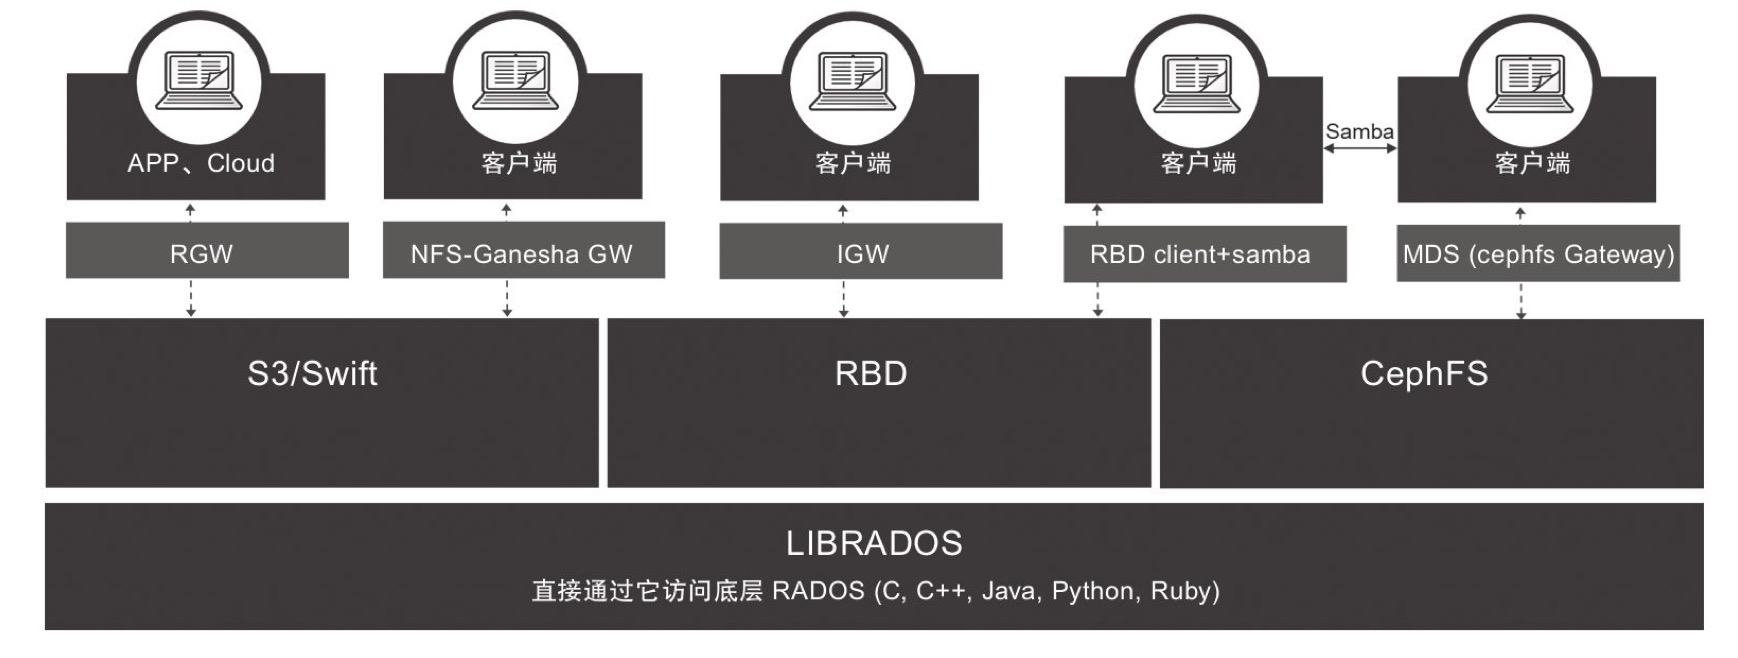 APP、Cloud
客户端
客户端
客户端
Samba
客户端
RGW
NFS-Ganesha GW
IGW
RBD client+samba
MDS (cephfs Gateway)
S3/Swift
RBD
CephFS
LIBRADOS
直接通过它访问底层 RADOS (C, C++, Java, Python, Ruby)